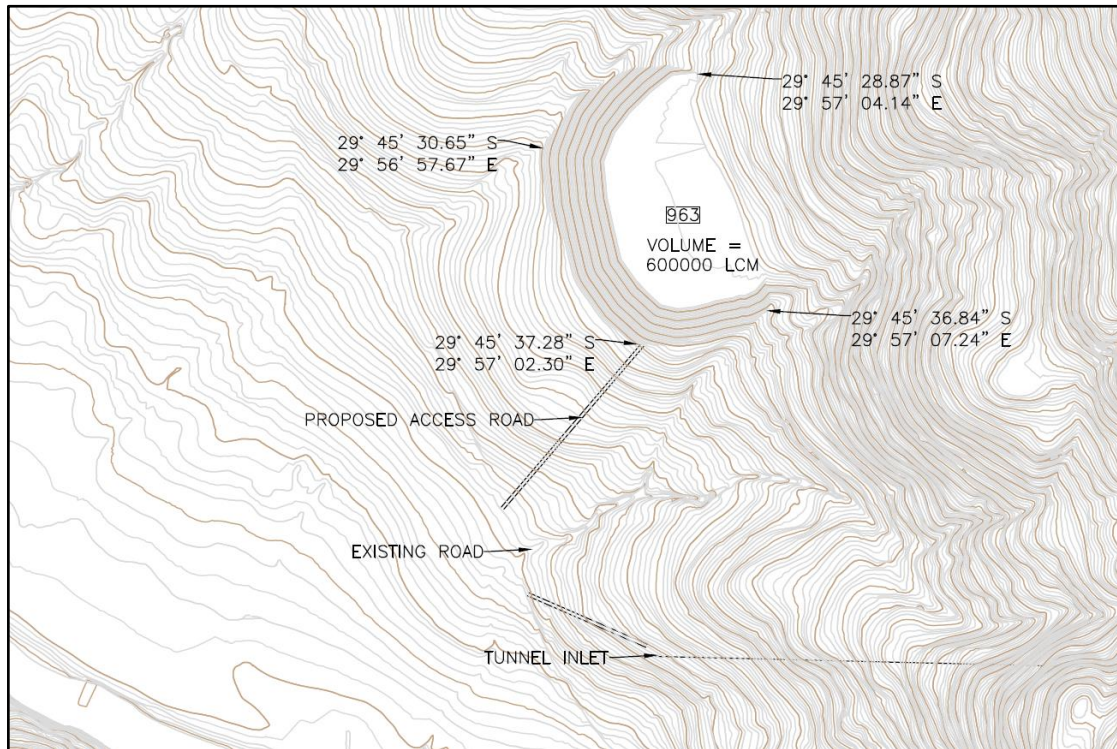 29° 45' 28.87" S
29° 57' 04.14" E
29° 45' 30.65" S
29° 56' 57.67" E
963
VOLUME =
600000 LCM
29° 45' 36.84" S
29° 57' 07.24" E
29° 45' 37.28" S
29° 57' 02.30" E
PROPOSED ACCESS ROAD
EXISTING ROAD
TUNNEL INLET